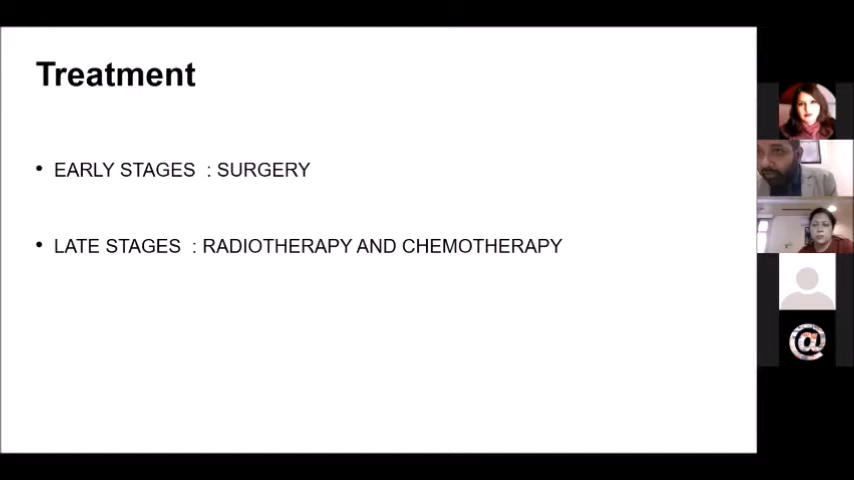 Treatment
• EARLY STAGES : SURGERY
• LATE STAGES : RADIOTHERAPY AND CHEMOTHERAPY
@